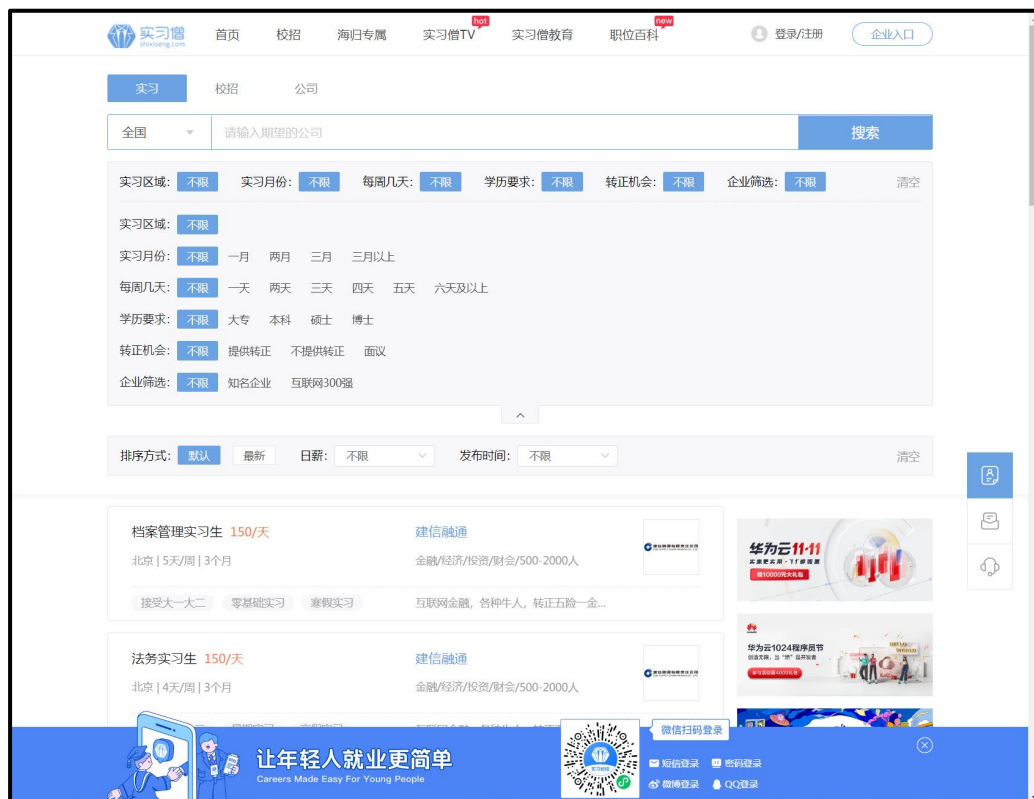 实习僧
shixiseng.com
首页
校招
海归专属
实习僧TV
hot
实习僧教育
职位百科
new
登录/注册
企业入口
实习
校招
公司
全国
请输入期望的公司
搜索
实习区域: 不限 实习月份: 不限 每周几天: 不限 学历要求: 不限 转正机会: 不限 企业筛选: 不限 清空
实习区域: 不限
实习月份: 不限 一月 两月 三月 三月以上
每周几天: 不限 一天 两天 三天 四天 五天 六天及以上
学历要求: 不限 大专 本科 硕士 博士
转正机会: 不限 提供转正 不提供转正 面议
企业筛选: 不限 知名企业 互联网300强
排序方式: 默认 最新 日薪: 不限 发布时间: 不限 清空
档案管理实习生 150/天
北京 | 5天/周 | 3个月
接受大一大二 零基础实习 寒假实习
建信融通
金融/经济/投资/财会/500-2000人
互联网金融，各种牛人，转正五险一金...
法务实习生 150/天
北京 | 4天/周 | 3个月
建信融通
金融/经济/投资/财会/500-2000人
华为云11·11
赠10000元大礼包
华为云1024程序员节
让年轻人就业更简单
Careers Made Easy For Young People
微信扫码登录
短信登录 密码登录
微博登录 QQ登录